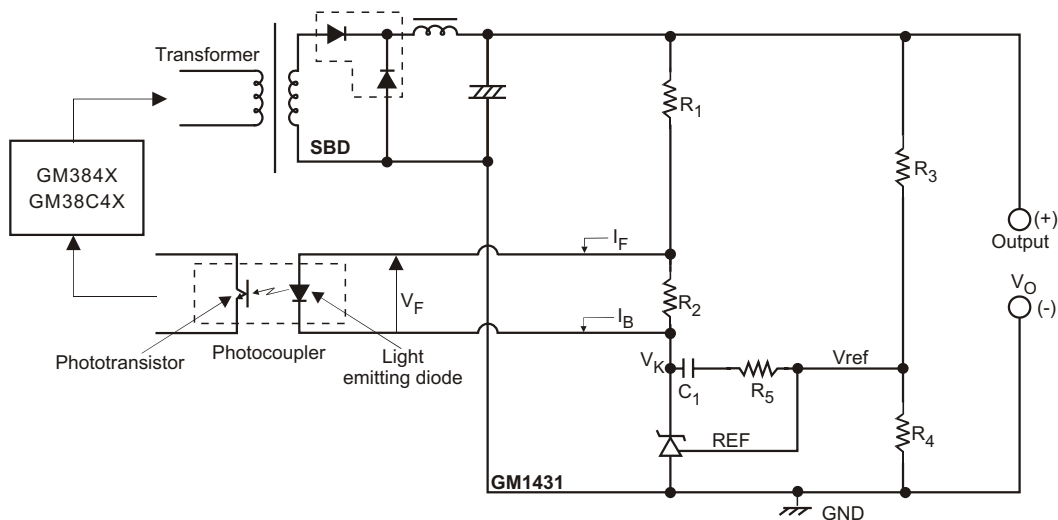 Transformer
SBD
GM384X
GM38C4X
R1
R3
(+)
Output
VO
(-)
IF
VF
R2
IB
Phototransistor
Photocoupler
Light
emitting diode
VK
C1
R5
Vref
R4
REF
GM1431
GND